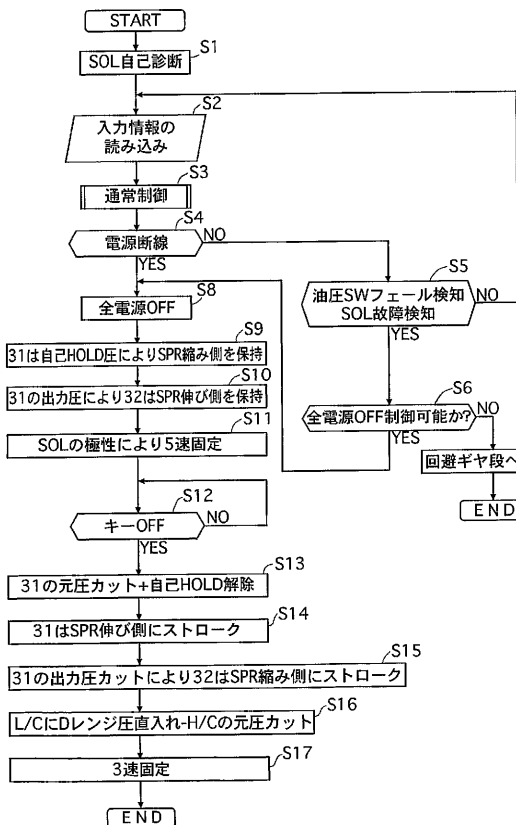 START
S1
SOL自己診断
S2
入力情報の
読み込み
S3
通常制御
S4
電源断線
NO
YES
S5
油圧SWフェール検知
SOL故障検知
NO
YES
S6
全電源OFF制御可能か?
NO
YES
回避ギヤ段へ
END
S8
全電源OFF
S9
31は自己HOLD圧によりSPR縮み側を保持
S10
31の出力圧により32はSPR伸び側を保持
S11
SOLの極性により5速固定
S12
キーOFF
NO
YES
S13
31の元圧カット+自己HOLD解除
S14
31はSPR伸び側にストローク
S15
31の出力圧カットにより32はSPR縮み側にストローク
S16
L/CにDレンジ圧直入れ-H/Cの元圧カット
S17
3速固定
END